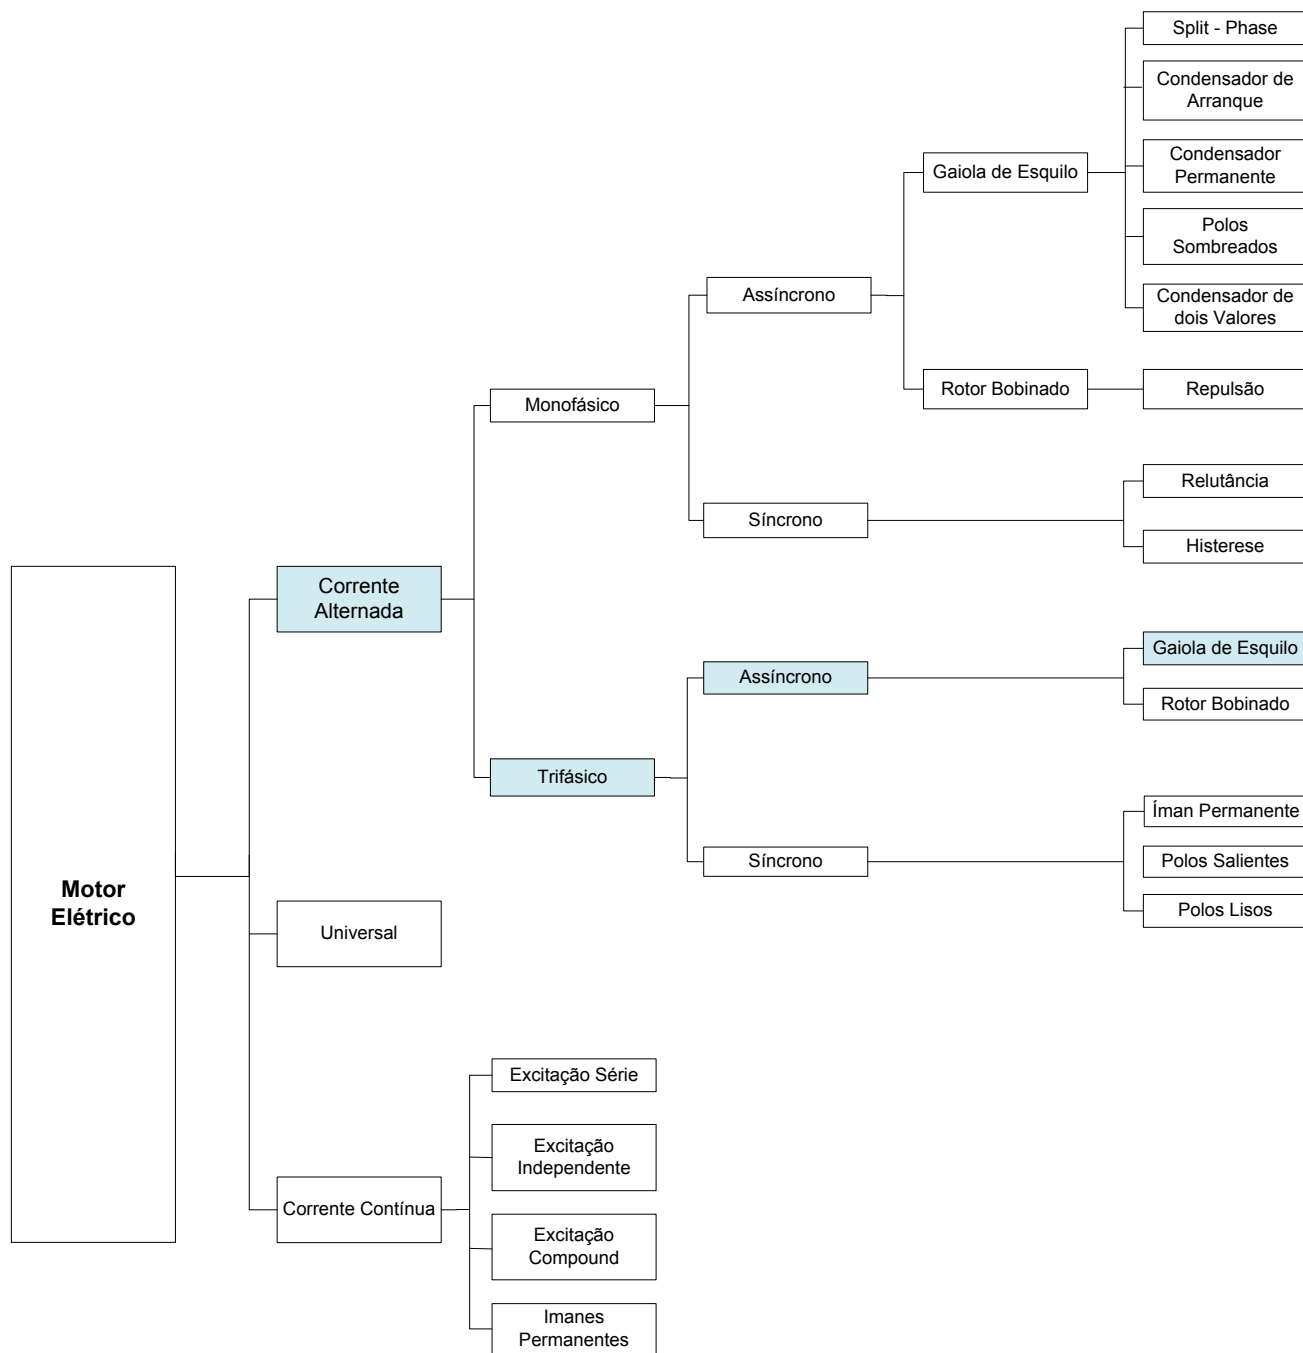 Split - Phase
Condensador de
Arranque
Condensador
Permanente
Polos
Sombreados
Condensador de
dois Valores
Gaiola de Esquilo
Assíncrono
Rotor Bobinado
Repulsão
Monofásico
Relutância
Síncrono
Histerese
Corrente
Alternada
Gaiola de Esquilo
Assíncrono
Rotor Bobinado
Trifásico
Íman Permanente
Síncrono
Polos Salientes
Polos Lisos
Motor
Elétrico
Universal
Excitação Série
Excitação
Independente
Corrente Contínua
Excitação
Compound
Imanes
Permanentes